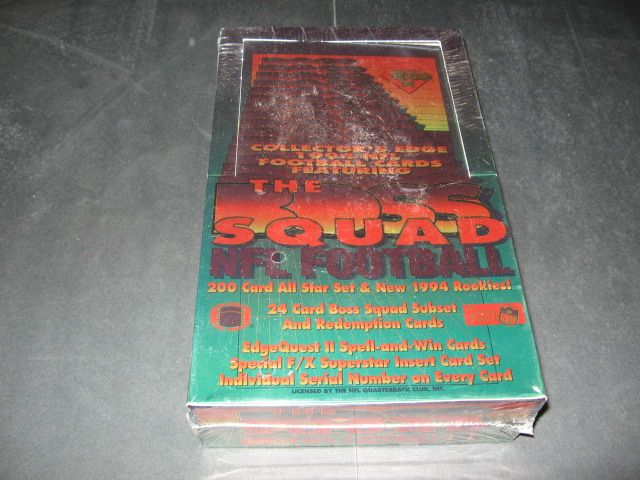 COLLECTOR'S EDGE
1994 NFL
FOOTBALL CARDS
FEATURING
THE
BOSS
SQUAD
NFL FOOTBALL
200 Card All Star Set & New 1994 Rookies!
24 Card Boss Squad Subset
And Redemption Cards
EdgeQuest II Spell-and-Win Cards
Special F/X Superstar Insert Card Set
Individual Serial Number on Every Card
LICENSED BY THE NFL QUARTERBACK CLUB, INC.